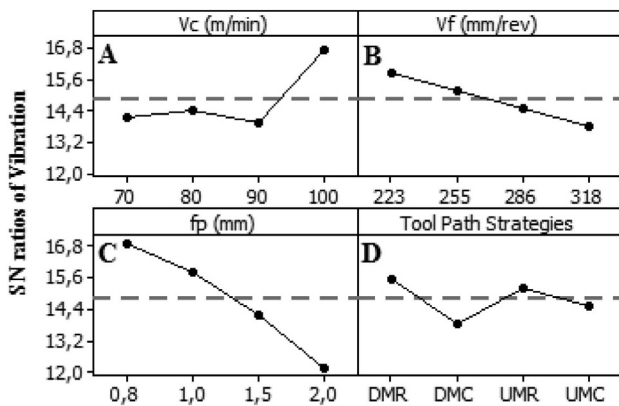 SN ratios of Vibration
Vc (m/min)
Vf (mm/rev)
A
B
16,8
15,6
14,4
13,2
12,0
70 80 90 100
223 255 286 318
fp (mm)
Tool Path Strategies
C
D
16,8
15,6
14,4
13,2
12,0
0,8 1,0 1,5 2,0
DMR DMC UMR UMC